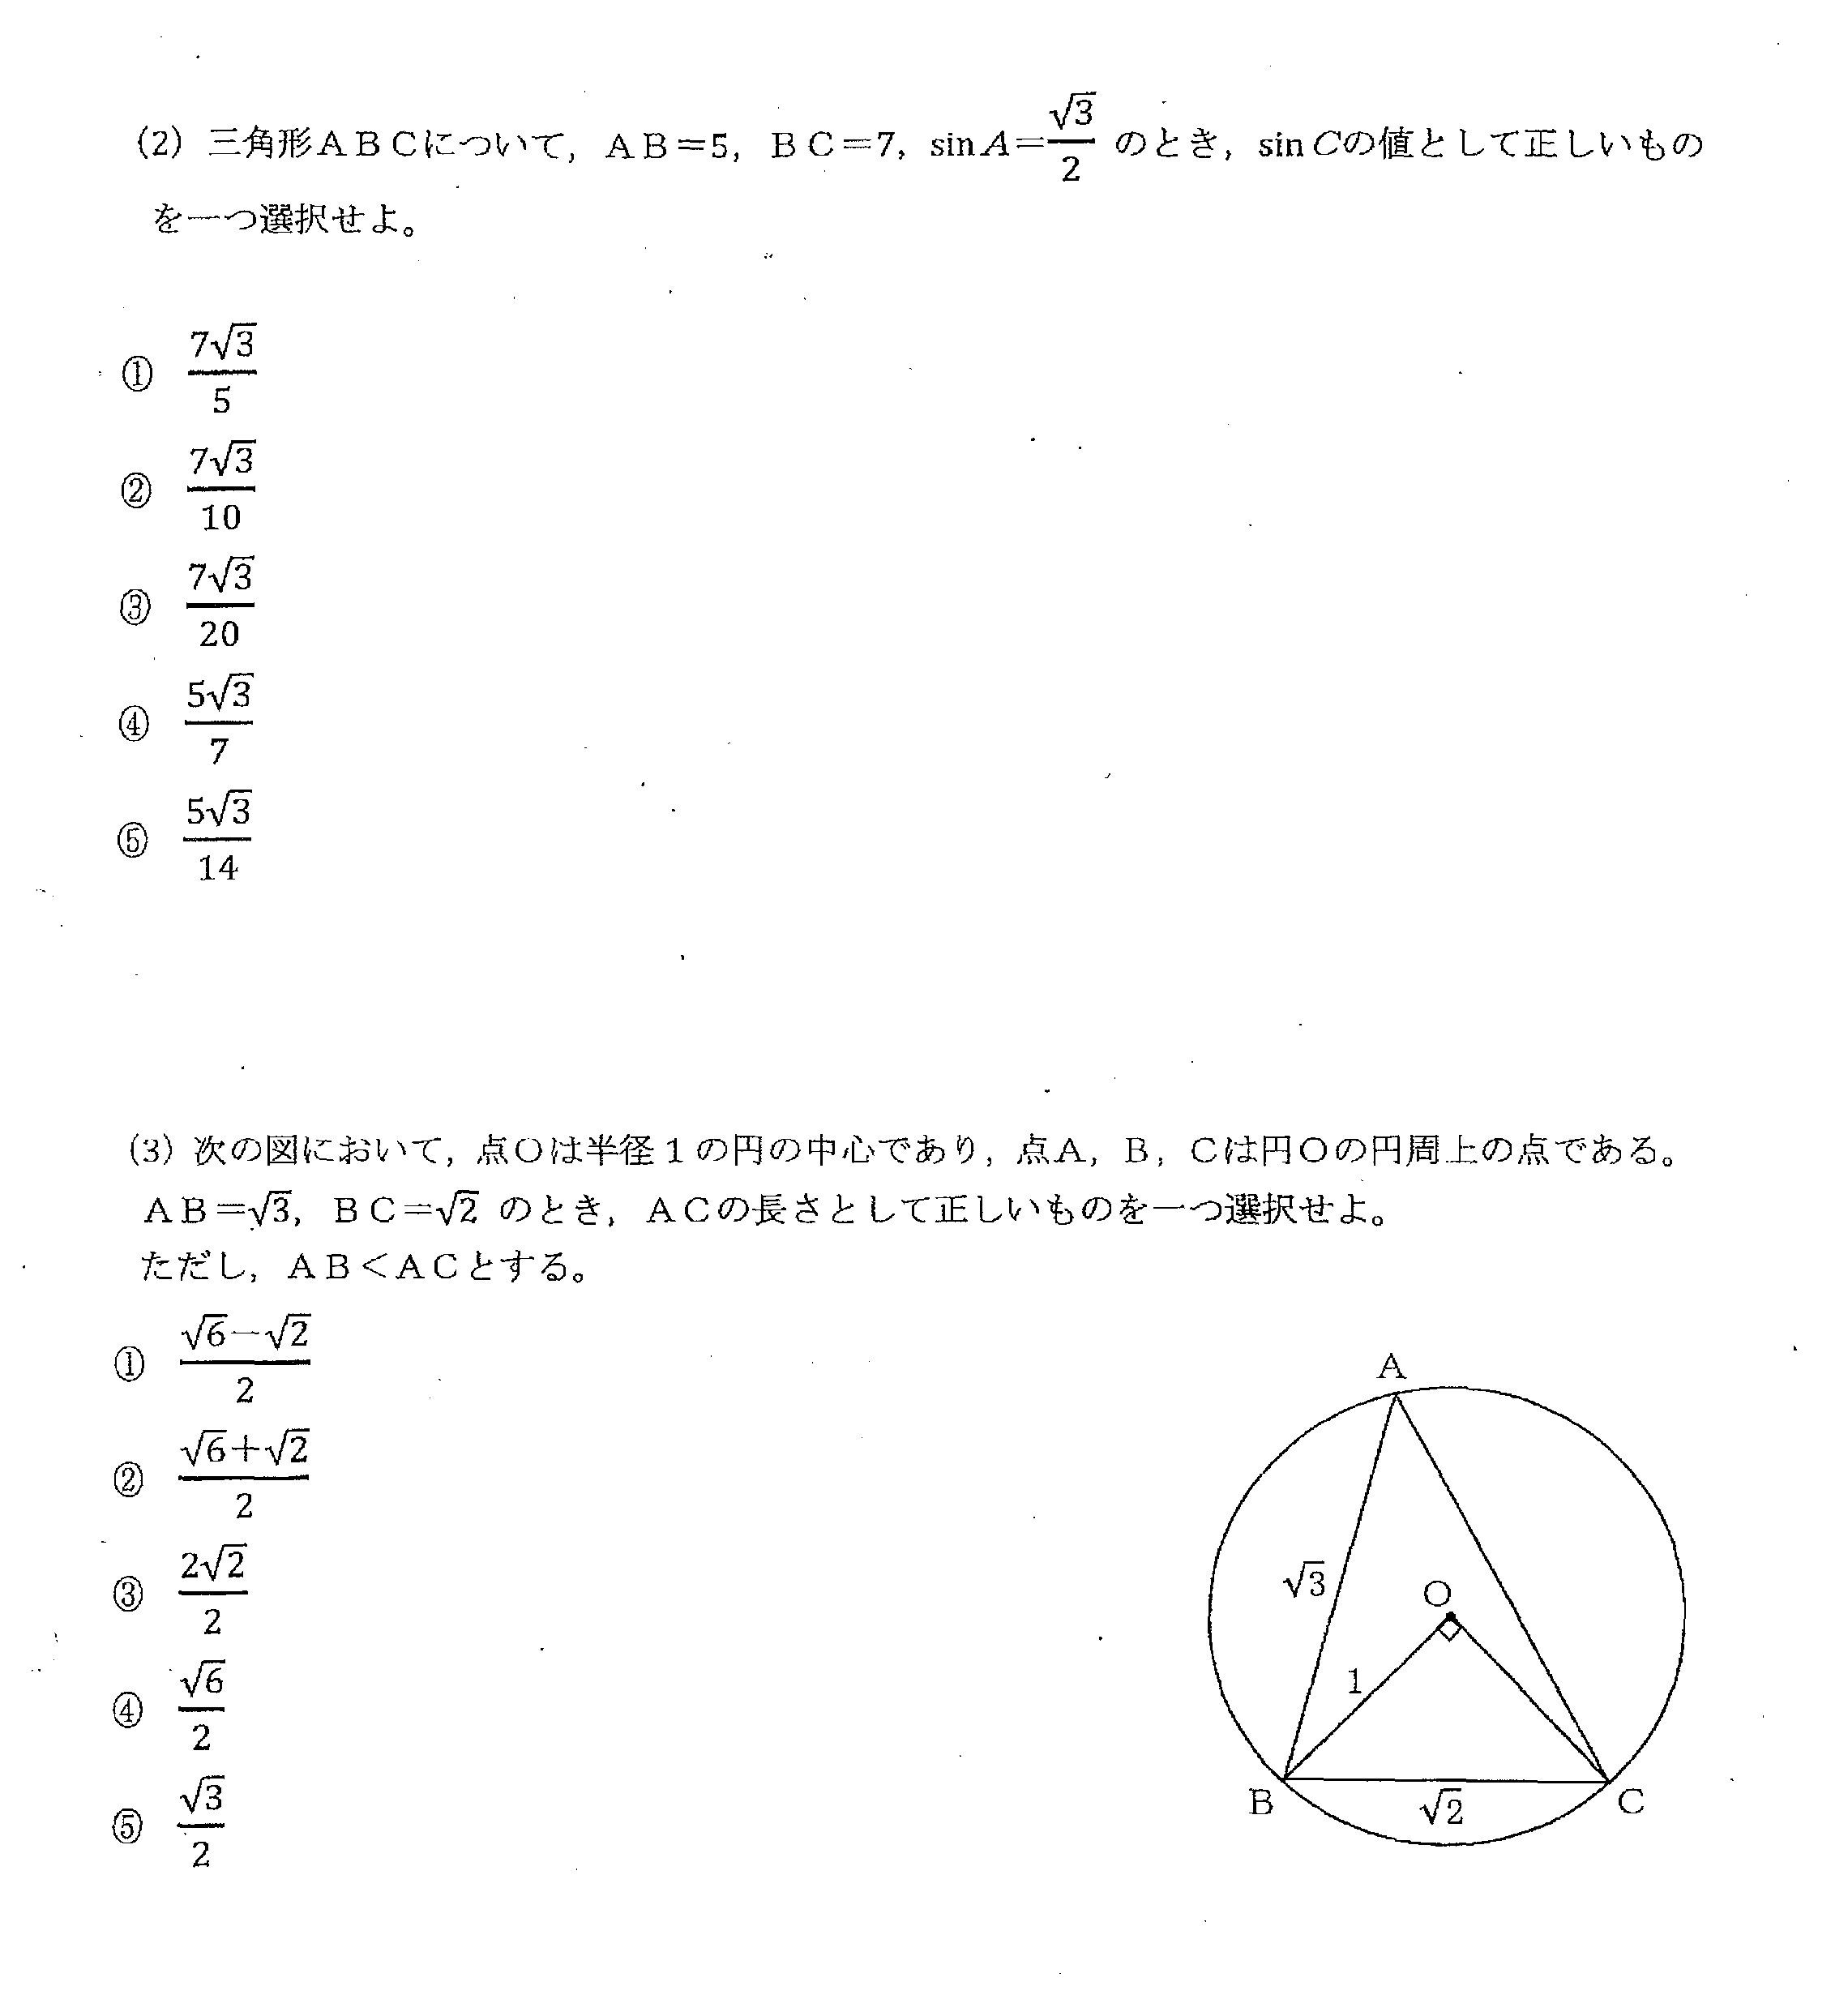 (2) 三角形ＡＢＣについて，ＡＢ＝5，ＢＣ＝7，sin A＝√3/2 のとき，sin Cの値として正しいもの
を一つ選択せよ。
① 7√3/5
② 7√3/10
③ 7√3/20
④ 5√3/7
⑤ 5√3/14
(3) 次の図において，点Ｏは半径１の円の中心であり，点Ａ，Ｂ，Ｃは円Ｏの円周上の点である。
ＡＢ＝√3，ＢＣ＝√2 のとき，ＡＣの長さとして正しいものを一つ選択せよ。
ただし，ＡＢ＜ＡＣとする。
① √6－√2/2
② √6＋√2/2
③ 2√2/2
④ √6/2
⑤ √3/2
A
√3
O
1
B
√2
C